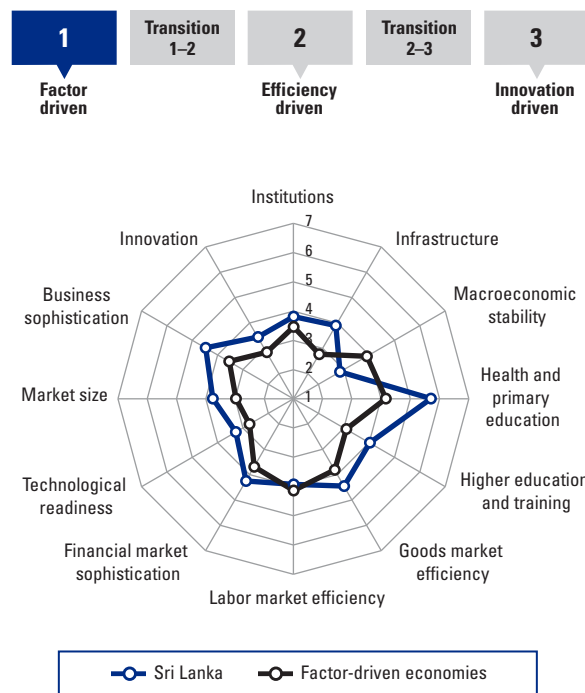 1
Transition
1–2
2
Transition
2–3
3
Factor
driven
Efficiency
driven
Innovation
driven
Institutions
7
Innovation
6
Infrastructure
5
Business
sophistication
4
Macroeconomic
stability
3
2
Market size
1
Health and
primary
education
Technological
readiness
Higher education
and training
Financial market
sophistication
Goods market
efficiency
Labor market efficiency
Sri Lanka
Factor-driven economies